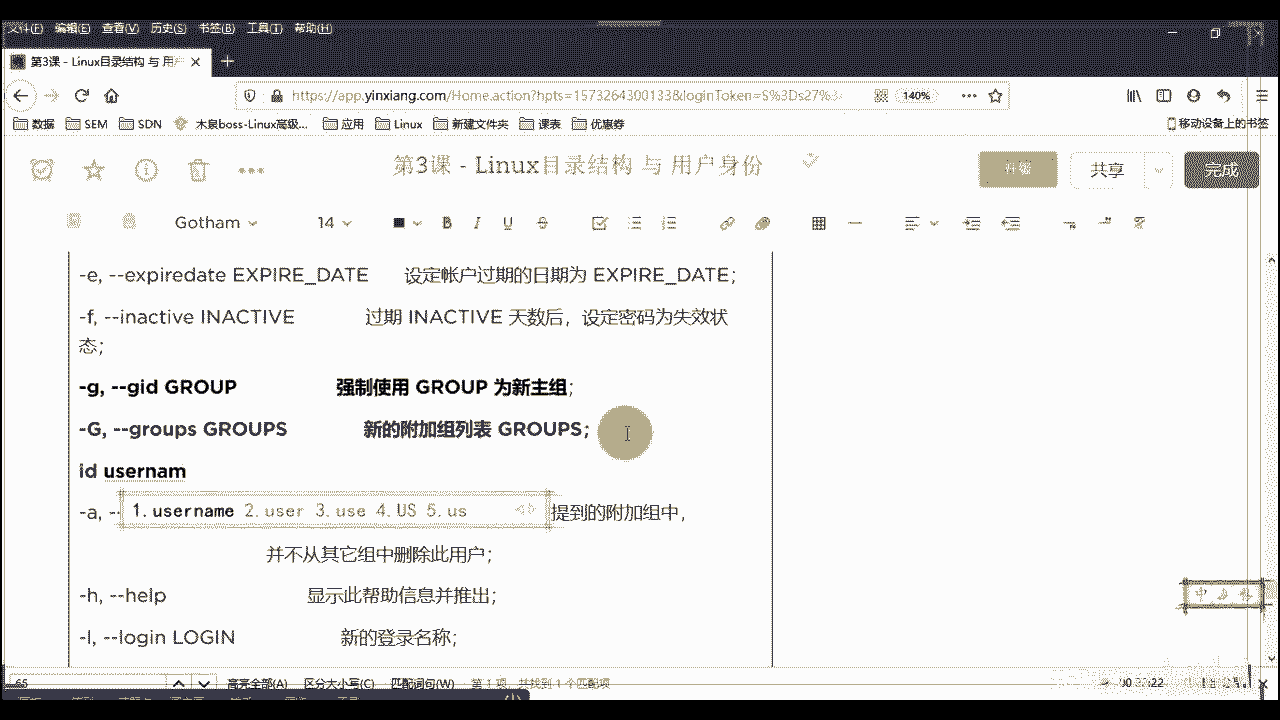 文件(F) 编辑(E) 查看(V) 历史(S) 书签(B) 工具(T) 帮助(H)
第3课 - Linux目录结构 与 用户
https://app.yinxiang.com/Home.action?hpts=1573264300133&loginToken=S%3Ds27%3 140%
数据 SEM SDN 木泉boss-Linux高级... 应用 Linux 新建文件夹 课表 优惠券 移动设备上的书签
第3课 - Linux目录结构 与 用户身份 升级 共享 完成
Gotham 14 B I U S
-e, --expiredate EXPIRE_DATE 设定帐户过期的日期为 EXPIRE_DATE;
-f, --inactive INACTIVE 过期 INACTIVE 天数后，设定密码为失效状
态;
-g, --gid GROUP 强制使用 GROUP 为新主组;
-G, --groups GROUPS 新的附加组列表 GROUPS;
id usernam
-a, - 提到的附加组中,
1.username 2.user 3.use 4.US 5.us
并不从其它组中删除此用户;
-h, --help 显示此帮助信息并推出;
-l, --login LOGIN 新的登录名称;
中
65 高亮全部(A) 区分大小写(C) 匹配词句(W) 第 1 项，共找到 1 个匹配项